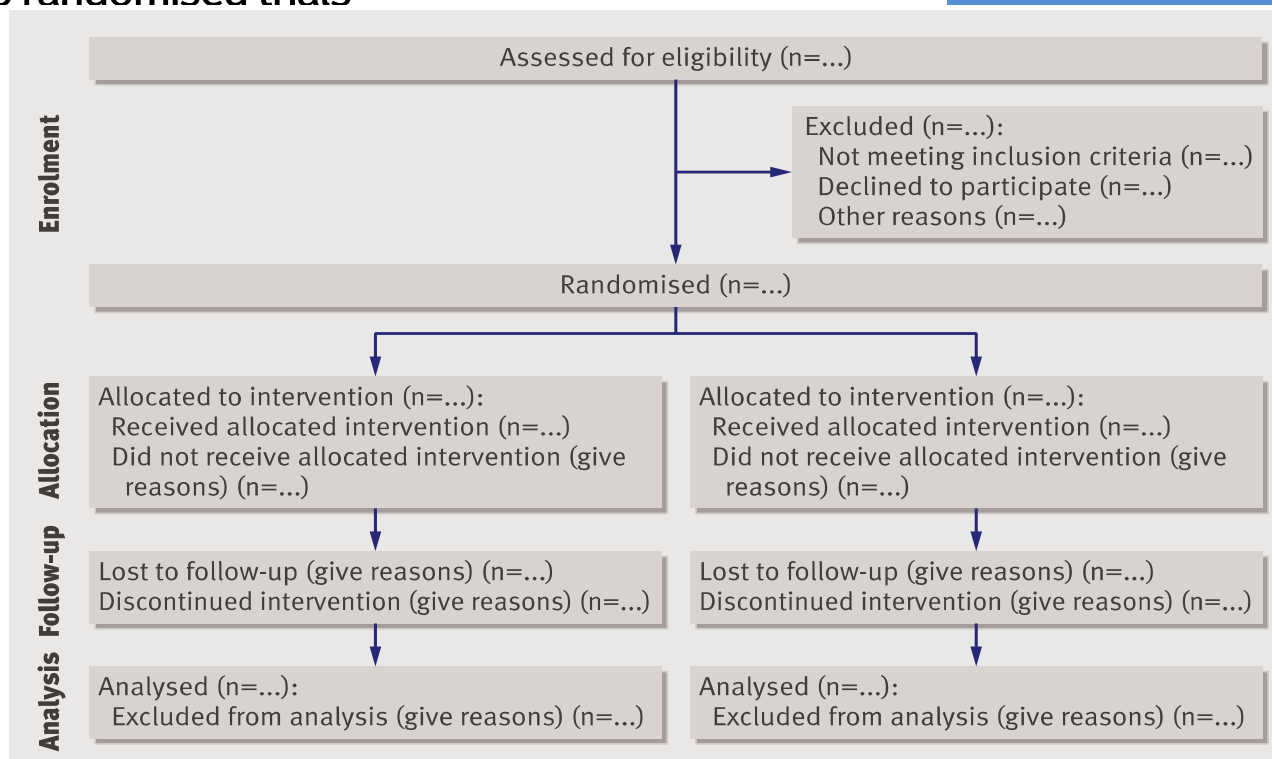 randomised trials
Assessed for eligibility (n=...)
Enrolment
Excluded (n=...):
Not meeting inclusion criteria (n=...)
Declined to participate (n=...)
Other reasons (n=...)
Randomised (n=...)
Allocation
Allocated to intervention (n=...):
Received allocated intervention (n=...)
Did not receive allocated intervention (give
reasons) (n=...)
Allocated to intervention (n=...):
Received allocated intervention (n=...)
Did not receive allocated intervention (give
reasons) (n=...)
Follow-up
Lost to follow-up (give reasons) (n=...)
Discontinued intervention (give reasons) (n=...)
Lost to follow-up (give reasons) (n=...)
Discontinued intervention (give reasons) (n=...)
Analysis
Analysed (n=...):
Excluded from analysis (give reasons) (n=...)
Analysed (n=...):
Excluded from analysis (give reasons) (n=...)